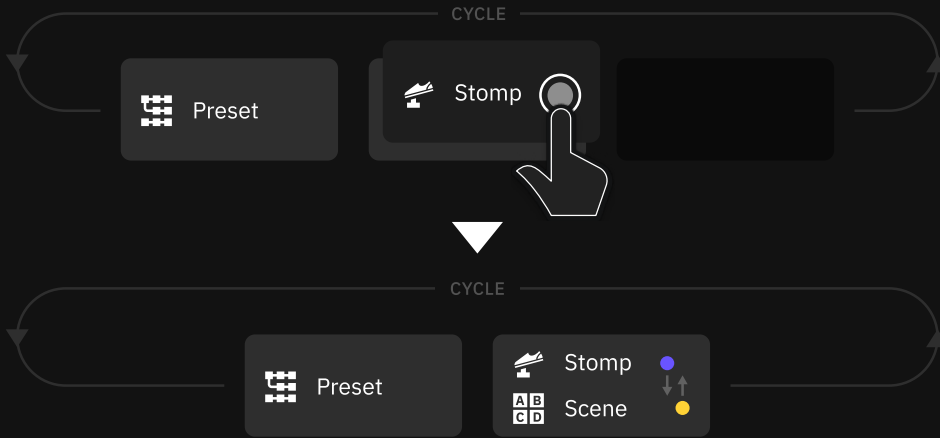 CYCLE
Preset
Stomp
CYCLE
Preset
Stomp
A B
C D
Scene